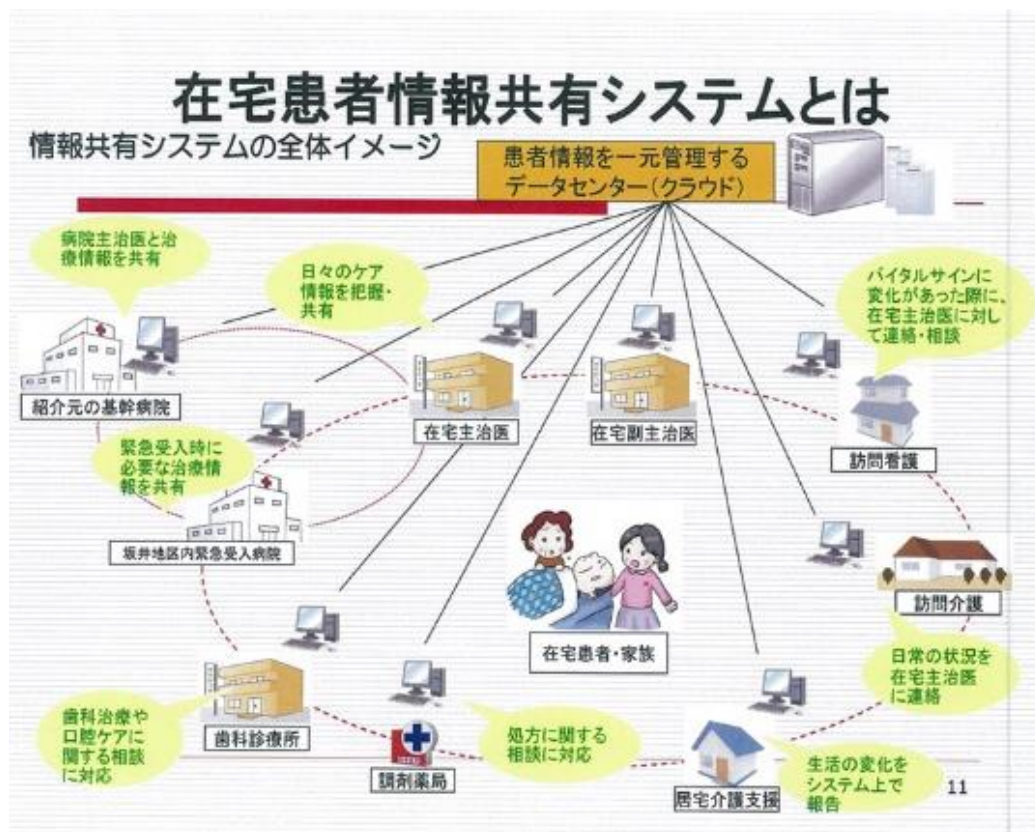 在宅患者情報共有システムとは
情報共有システムの全体イメージ
患者情報を一元管理する
データセンター(クラウド)
病院主治医と治
療情報を共有
日々のケア
情報を把握・
共有
バイタルサインに
変化があった際に、
在宅主治医に対し
て連絡・相談
紹介元の基幹病院
在宅主治医
在宅副主治医
訪問看護
緊急受入時に
必要な治療情
報を共有
坂井地区内緊急受入病院
訪問介護
在宅患者・家族
日常の状況を
在宅主治医
に連絡
歯科治療や
口腔ケアに
関する相談
に対応
歯科診療所
調剤薬局
処方に関する
相談に対応
居宅介護支援
生活の変化を
システム上で
報告
11